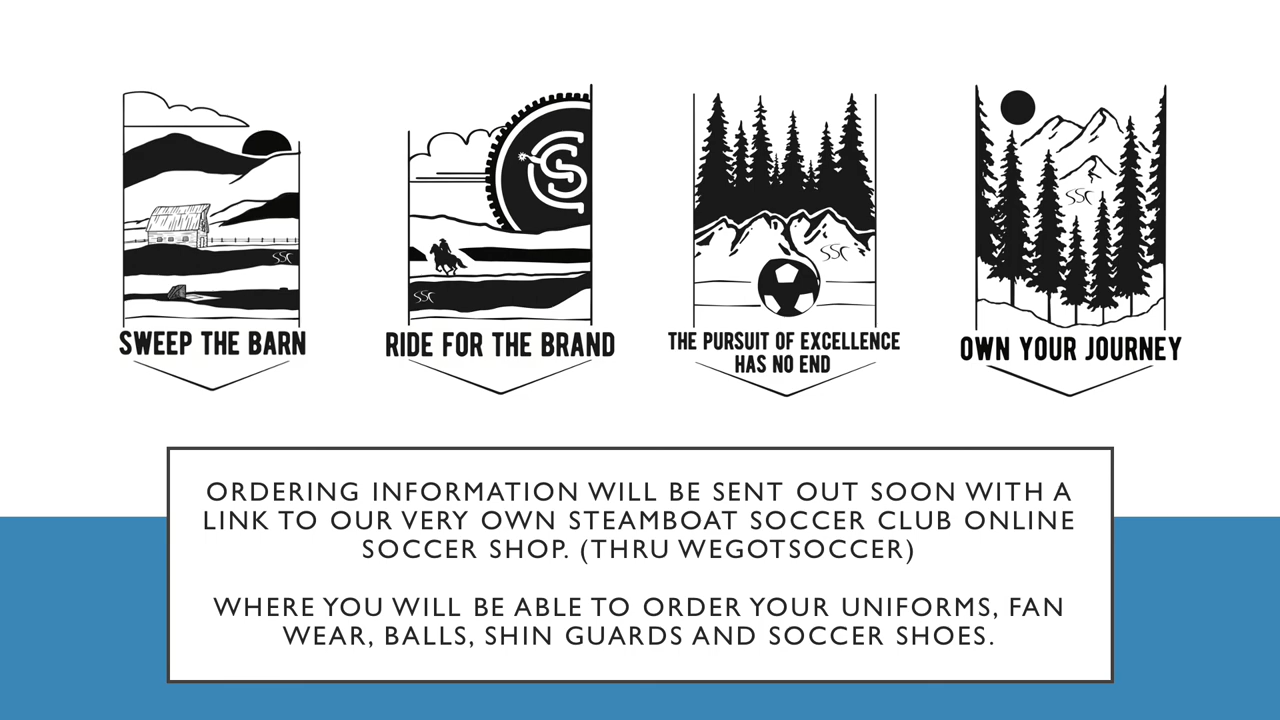 SSC
SWEEP THE BARN
SC
SSC
RIDE FOR THE BRAND
SSC
THE PURSUIT OF EXCELLENCE
HAS NO END
SSC
OWN YOUR JOURNEY
ORDERING INFORMATION WILL BE SENT OUT SOON WITH A
LINK TO OUR VERY OWN STEAMBOAT SOCCER CLUB ONLINE
SOCCER SHOP. (THRU WEGOTSOCCER)
WHERE YOU WILL BE ABLE TO ORDER YOUR UNIFORMS, FAN
WEAR, BALLS, SHIN GUARDS AND SOCCER SHOES.